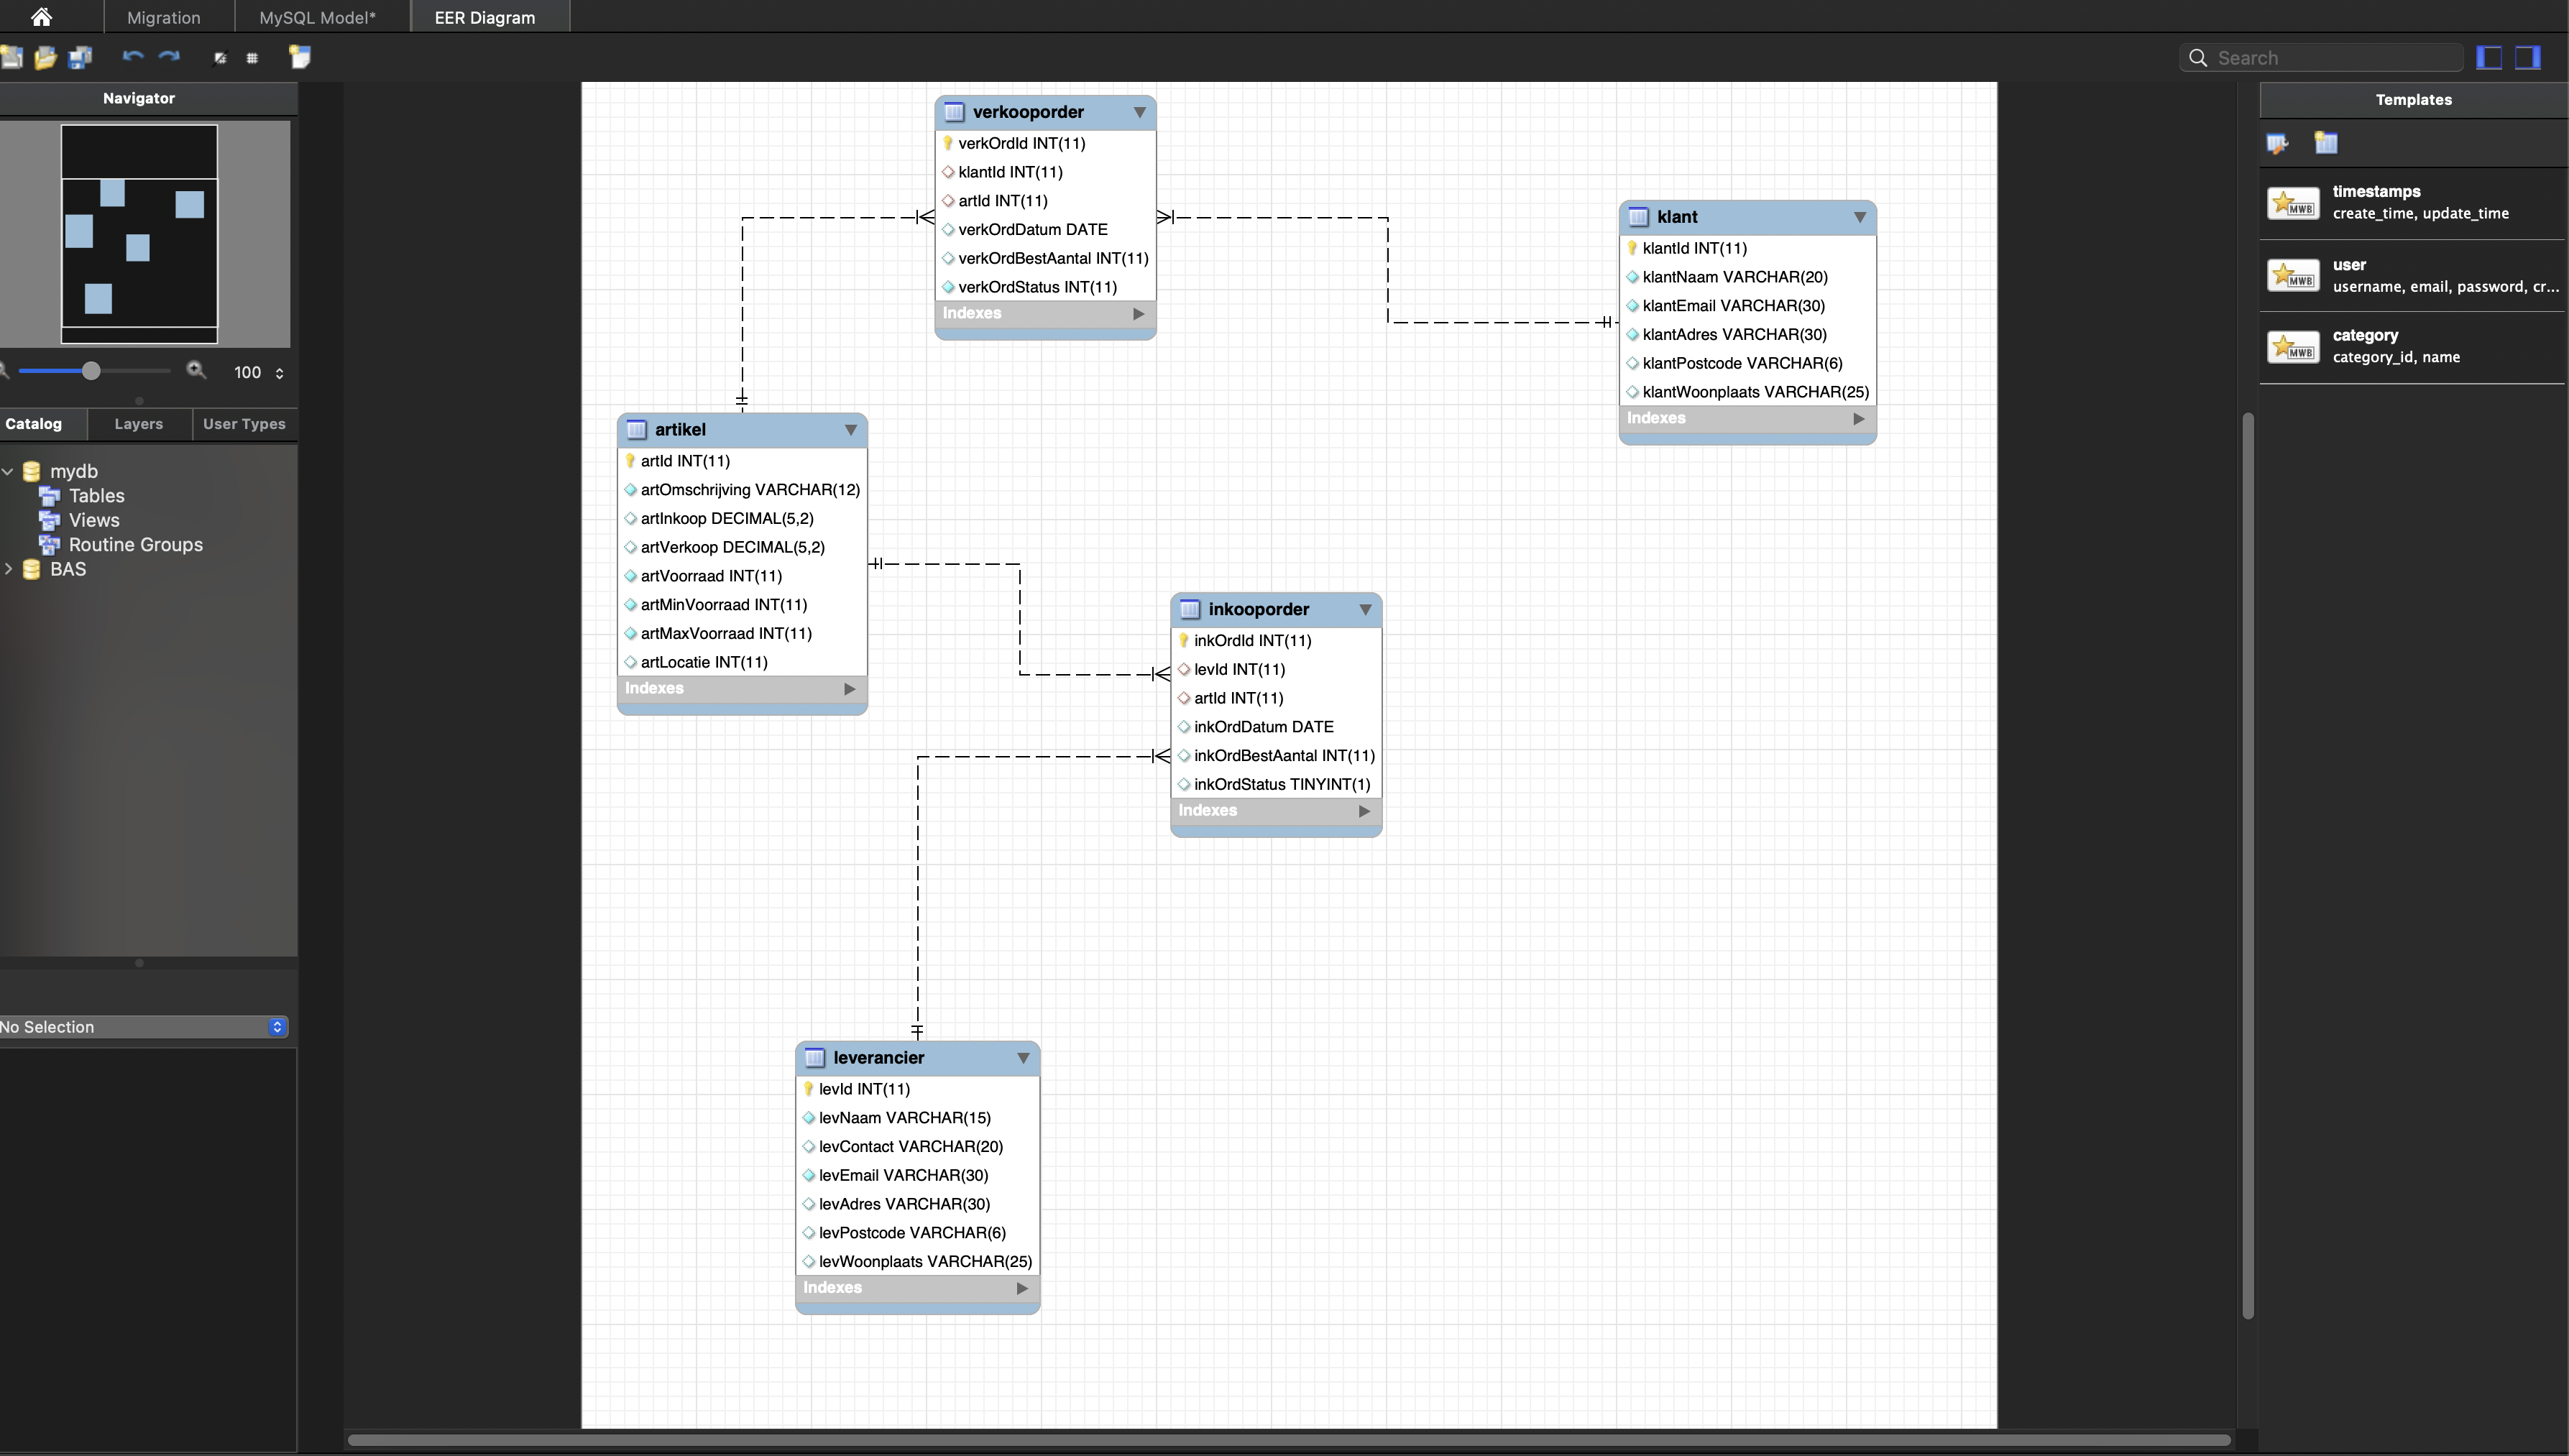 Migration
MySQL Model*
EER Diagram
Search
Navigator
100
Catalog
Layers
User Types
mydb
Tables
Views
Routine Groups
BAS
No Selection
verkooporder
verkOrdId INT(11)
klantId INT(11)
artId INT(11)
verkOrdDatum DATE
verkOrdBestAantal INT(11)
verkOrdStatus INT(11)
Indexes
klant
klantId INT(11)
klantNaam VARCHAR(20)
klantEmail VARCHAR(30)
klantAdres VARCHAR(30)
klantPostcode VARCHAR(6)
klantWoonplaats VARCHAR(25)
Indexes
artikel
artId INT(11)
artOmschrijving VARCHAR(12)
artInkoop DECIMAL(5,2)
artVerkoop DECIMAL(5,2)
artVoorraad INT(11)
artMinVoorraad INT(11)
artMaxVoorraad INT(11)
artLocatie INT(11)
Indexes
inkooporder
inkOrdId INT(11)
levId INT(11)
artId INT(11)
inkOrdDatum DATE
inkOrdBestAantal INT(11)
inkOrdStatus TINYINT(1)
Indexes
leverancier
levId INT(11)
levNaam VARCHAR(15)
levContact VARCHAR(20)
levEmail VARCHAR(30)
levAdres VARCHAR(30)
levPostcode VARCHAR(6)
levWoonplaats VARCHAR(25)
Indexes
Templates
MWB
timestamps
create_time, update_time
MWB
user
username, email, password, cr...
MWB
category
category_id, name